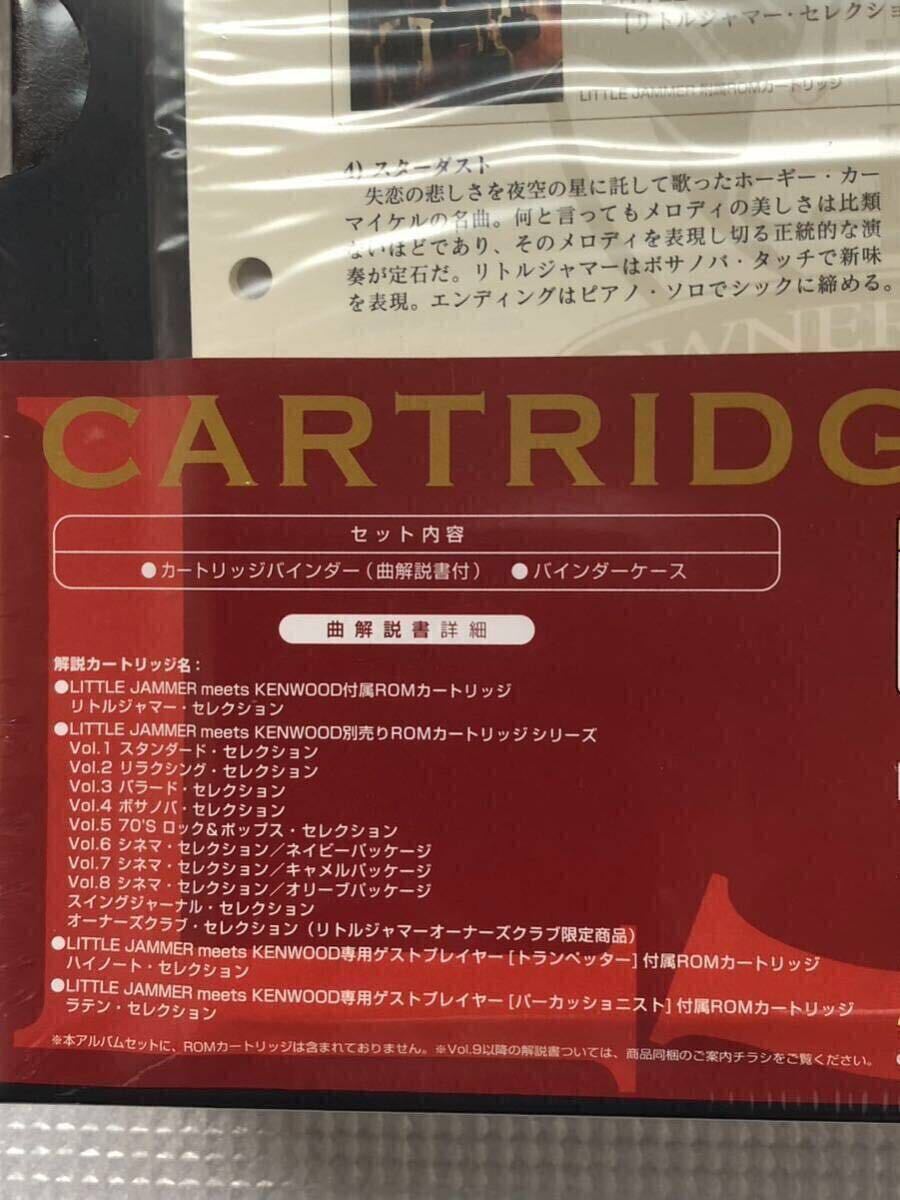 [リトルジャマー・セレクショ
LITTLE JAMMER 附属ROMカートリッジ
4) スターダスト
失恋の悲しさを夜空の星に託して歌ったホーギー・カー
マイケルの名曲。何と言ってもメロディの美しさは比類
ないほどであり、そのメロディを表現し切る正統的な演
奏が定石だ。リトルジャマーはボサノバ・タッチで新味
を表現。エンディングはピアノ・ソロでシックに締める。
OWNER
CARTRIDG
セット内容
●カートリッジバインダー(曲解説書付) ●バインダーケース
曲解説書詳細
解説カートリッジ名:
●LITTLE JAMMER meets KENWOOD付属ROMカートリッジ
リトルジャマー・セレクション
●LITTLE JAMMER meets KENWOOD別売りROMカートリッジ シリーズ
Vol.1 スタンダード・セレクション
Vol.2 リラクシング・セレクション
Vol.3 バラード・セレクション
Vol.4 ボサノバ・セレクション
Vol.5 70'S ロック&ポップス・セレクション
Vol.6 シネマ・セレクション/ネイビーパッケージ
Vol.7 シネマ・セレクション/キャメルパッケージ
Vol.8 シネマ・セレクション/オリーブパッケージ
スイングジャーナル・セレクション
オーナーズクラブ・セレクション (リトルジャマーオーナーズクラブ限定商品)
●LITTLE JAMMER meets KENWOOD専用ゲストプレイヤー [トランペッター] 付属ROMカートリッジ
ハイノート・セレクション
●LITTLE JAMMER meets KENWOOD専用ゲストプレイヤー [パーカッショニスト] 付属ROMカートリッジ
ラテン・セレクション
※本アルバムセットに、ROMカートリッジは含まれておりません。※Vol.9以降の解説書ついては、商品同梱のご案内チラシをご覧ください。